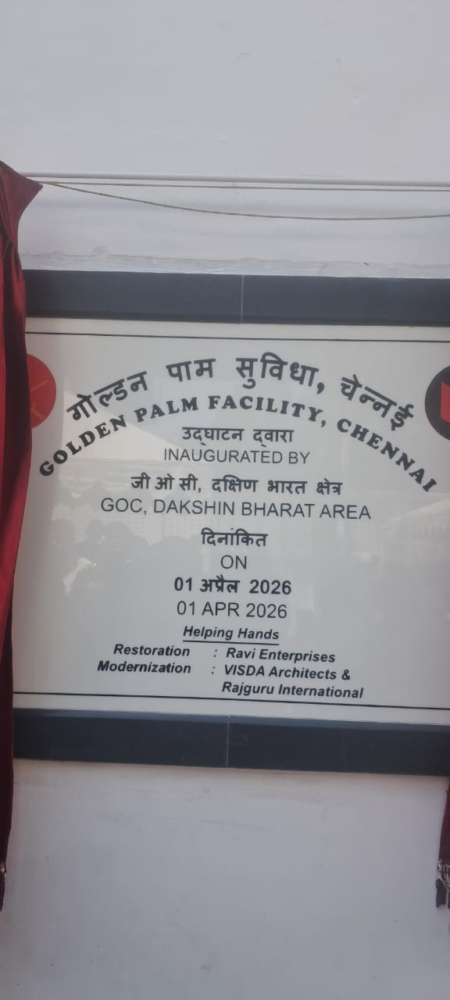 गोल्डन पाम सुविधा, चेन्नई
GOLDEN PALM FACILITY, CHENNAI
उद्घाटन द्वारा
INAUGURATED BY
जी ओ सी, दक्षिण भारत क्षेत्र
GOC, DAKSHIN BHARAT AREA
दिनांकित
ON
01 अप्रैल 2026
01 APR 2026
Helping Hands
Restoration : Ravi Enterprises
Modernization : VISDA Architects &
Rajguru International